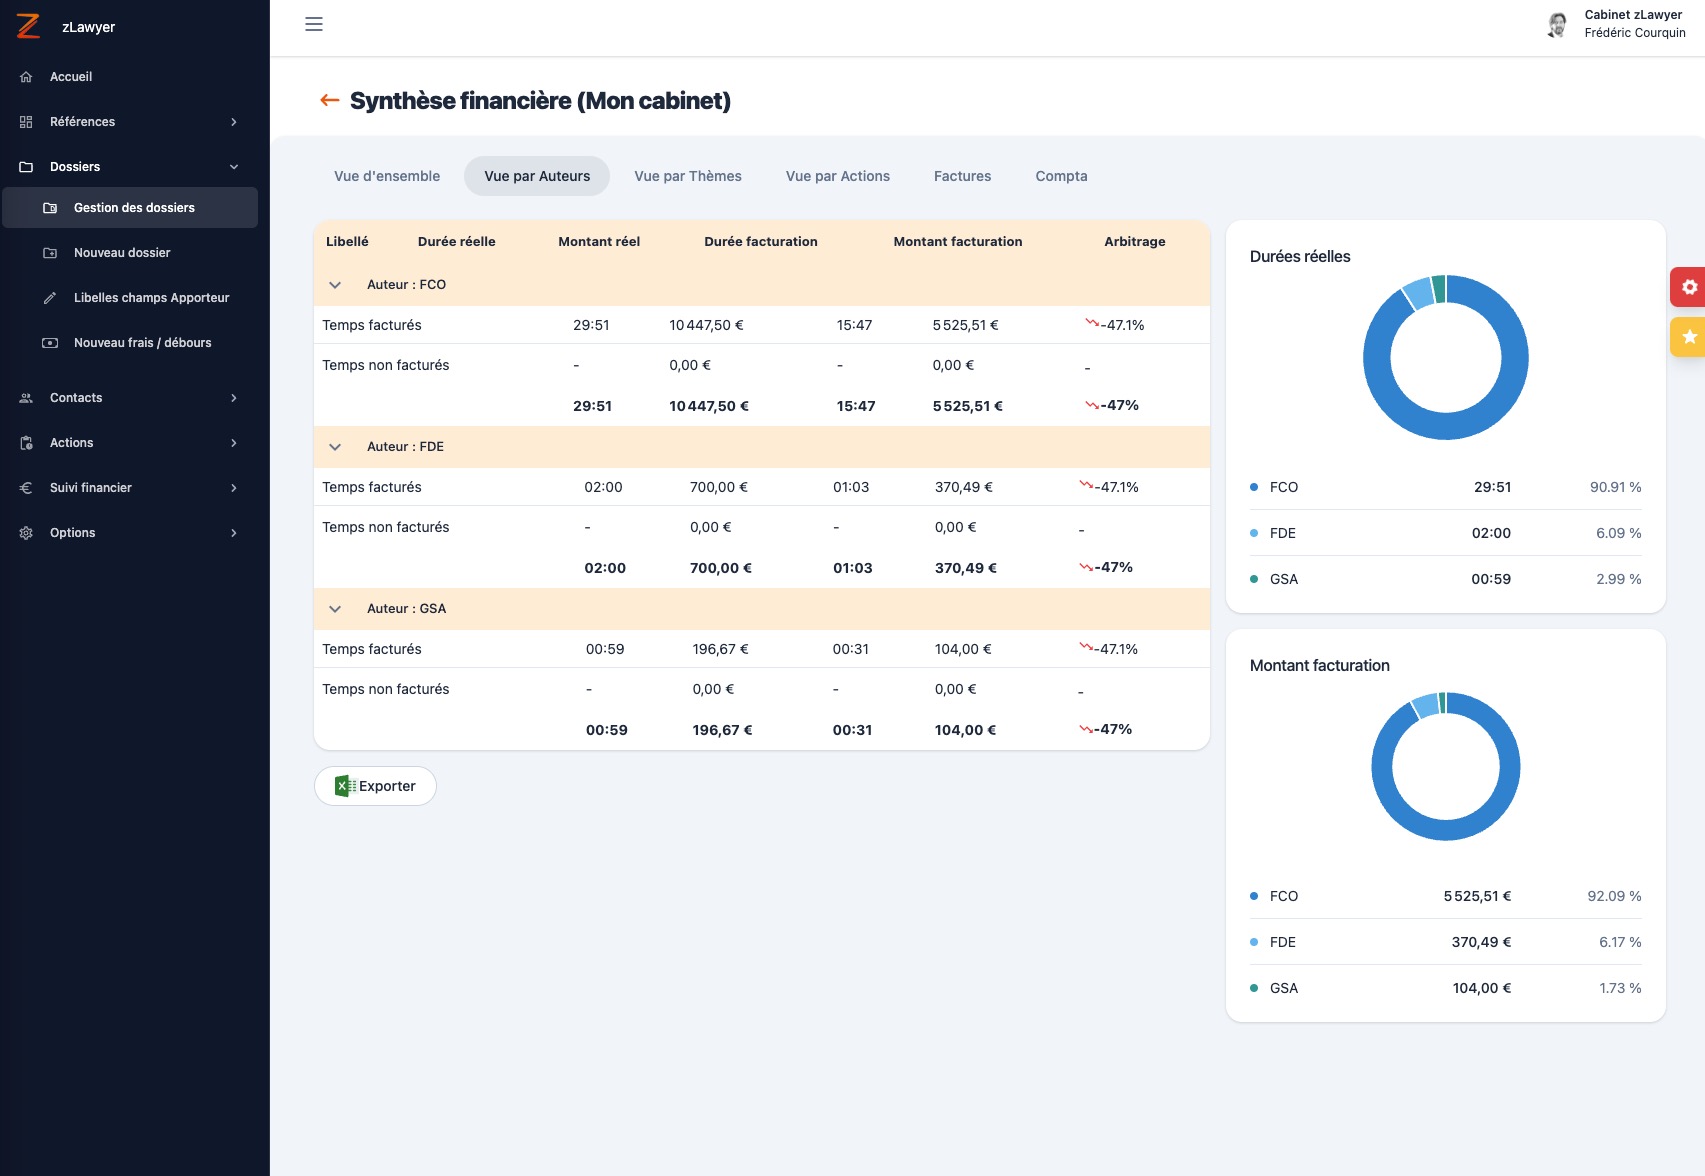 zLawyer
Accueil
Références
Dossiers
Gestion des dossiers
Nouveau dossier
Libelles champs Apporteur
Nouveau frais / débours
Contacts
Actions
Suivi financier
Options
Cabinet zLawyer
Frédéric Courquin
Synthèse financière (Mon cabinet)
Vue d'ensemble Vue par Auteurs Vue par Thèmes Vue par Actions Factures Compta
Libellé Durée réelle Montant réel Durée facturation Montant facturation Arbitrage
Auteur : FCO
Temps facturés 29:51 10 447,50 € 15:47 5 525,51 € -47.1%
Temps non facturés - 0,00 € - 0,00 € -
29:51 10 447,50 € 15:47 5 525,51 € -47%
Auteur : FDE
Temps facturés 02:00 700,00 € 01:03 370,49 € -47.1%
Temps non facturés - 0,00 € - 0,00 € -
02:00 700,00 € 01:03 370,49 € -47%
Auteur : GSA
Temps facturés 00:59 196,67 € 00:31 104,00 € -47.1%
Temps non facturés - 0,00 € - 0,00 € -
00:59 196,67 € 00:31 104,00 € -47%
Exporter
Durées réelles
FCO 29:51 90.91 %
FDE 02:00 6.09 %
GSA 00:59 2.99 %
Montant facturation
FCO 5 525,51 € 92.09 %
FDE 370,49 € 6.17 %
GSA 104,00 € 1.73 %